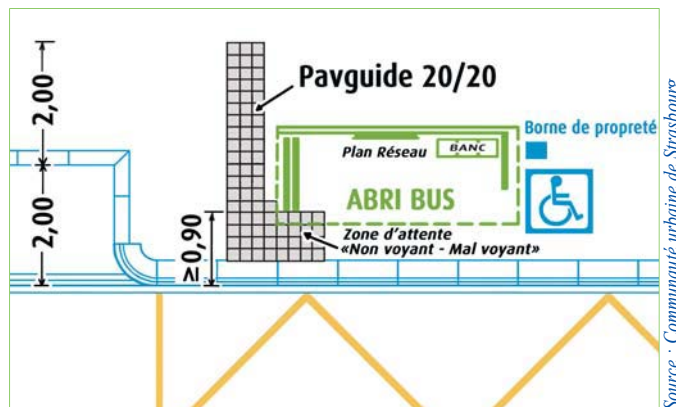 2,00
2,00
Pavguide 20/20
Plan Réseau
BANC
Borne de propreté
ABRI BUS
≥ 0,90
Zone d'attente
«Non voyant - Mal voyant»
Source : Communauté urbaine de Strasbourg